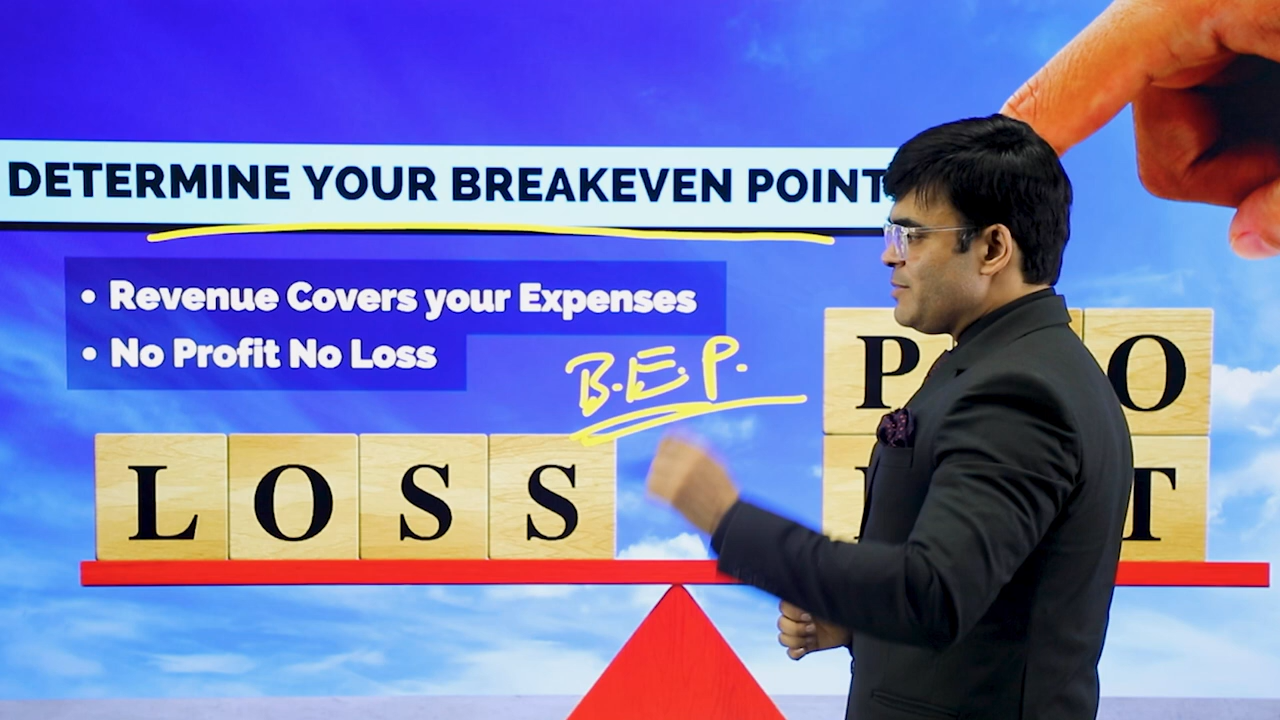 DETERMINE YOUR BREAKEVEN POINT
• Revenue Covers your Expenses
• No Profit No Loss
B.E.P.
P O
LOSS
T